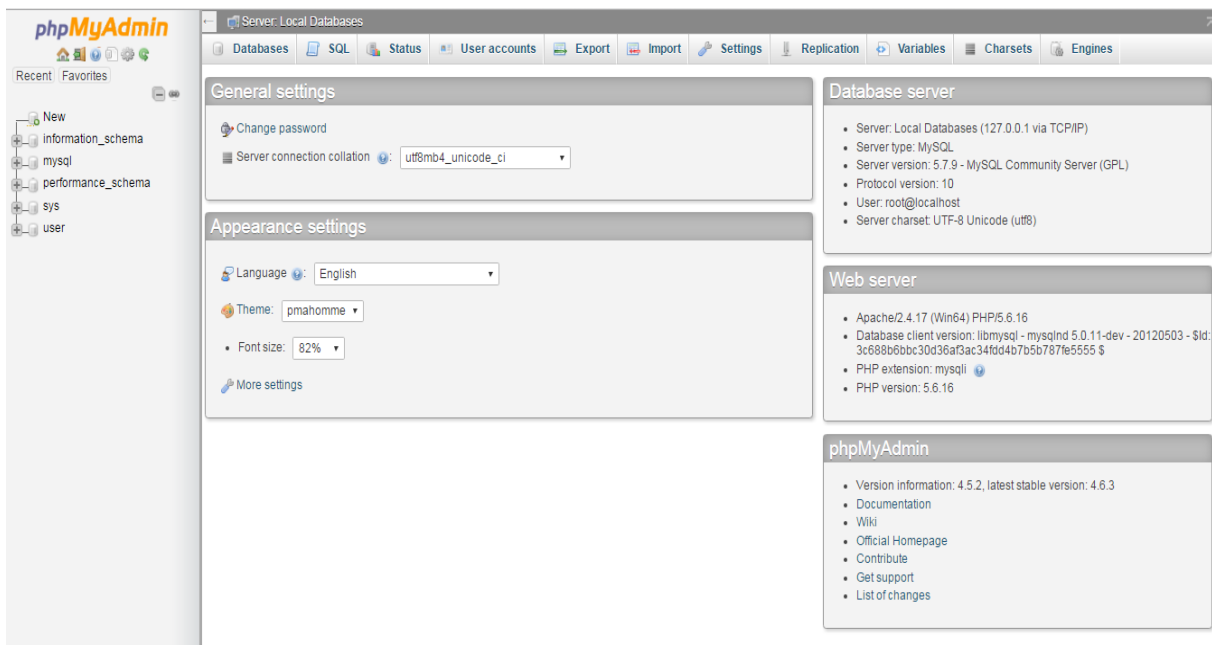 phpMyAdmin
Recent Favorites
New
information_schema
mysql
performance_schema
sys
user
Server: Local Databases
Databases SQL Status User accounts Export Import Settings Replication Variables Charsets Engines
General settings
Change password
Server connection collation : utf8mb4_unicode_ci
Appearance settings
Language : English
Theme: pmahomme
Font size: 82%
More settings
Database server
Server: Local Databases (127.0.0.1 via TCP/IP)
Server type: MySQL
Server version: 5.7.9 - MySQL Community Server (GPL)
Protocol version: 10
User: root@localhost
Server charset: UTF-8 Unicode (utf8)
Web server
Apache/2.4.17 (Win64) PHP/5.6.16
Database client version: libmysql - mysqlnd 5.0.11-dev - 20120503 - $Id:
3c688b6bbc30d36af3ac34fdd4b7b5b787fe5555 $
PHP extension: mysqli
PHP version: 5.6.16
phpMyAdmin
Version information: 4.5.2, latest stable version: 4.6.3
Documentation
Wiki
Official Homepage
Contribute
Get support
List of changes